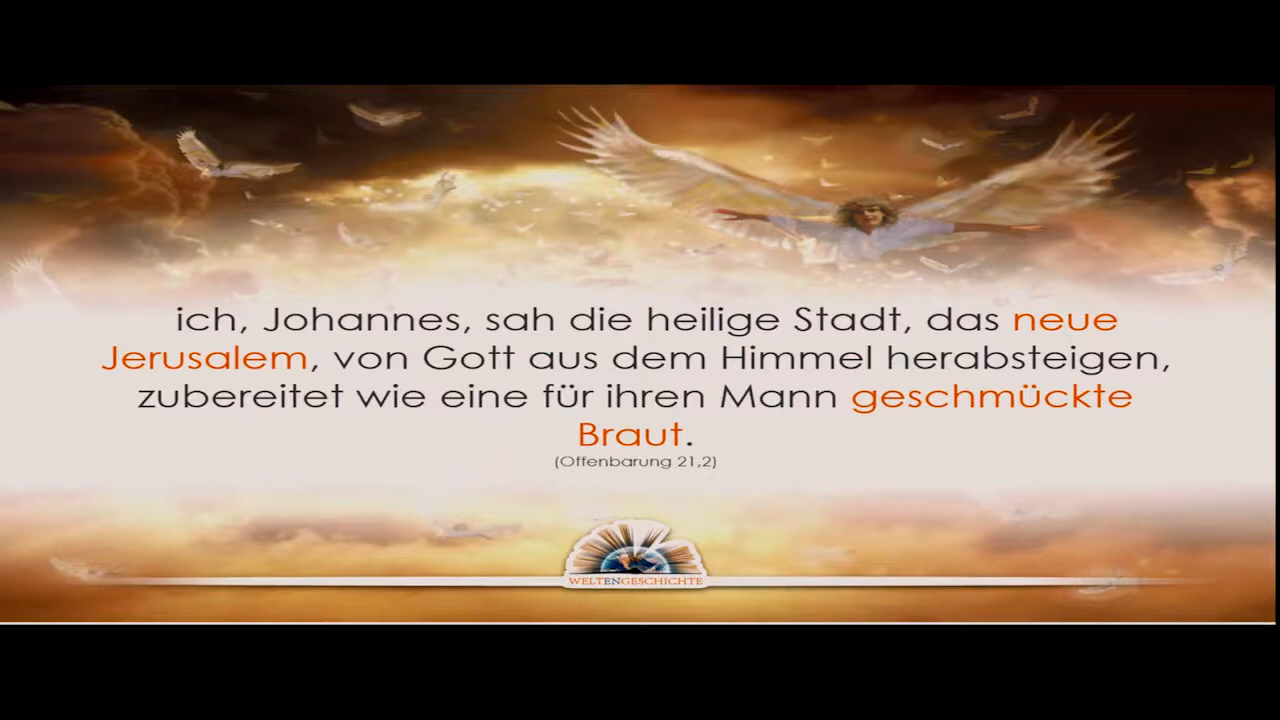 ich, Johannes, sah die heilige Stadt, das neue
Jerusalem, von Gott aus dem Himmel herabsteigen,
zubereitet wie eine für ihren Mann geschmückte
Braut.
(Offenbarung 21,2)
WELTENGESCHICHTE